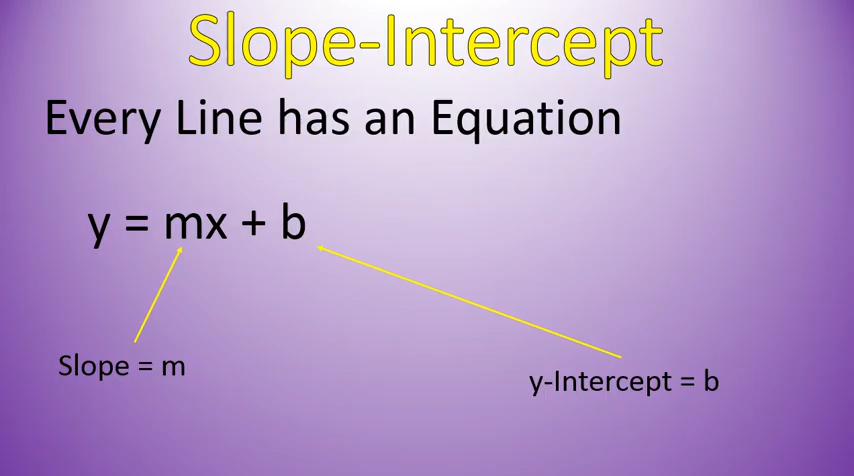 Slope-Intercept
Every Line has an Equation
y = mx + b
Slope = m
y-Intercept = b